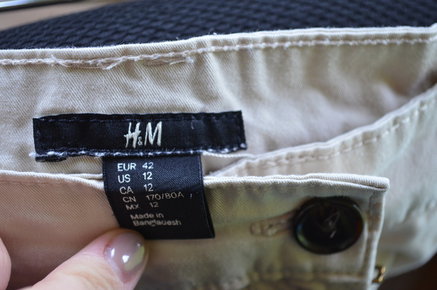 H&M
EUR 42
US 12
CA 12
CN 170/80A
MX 12
Made in
Bangladesh